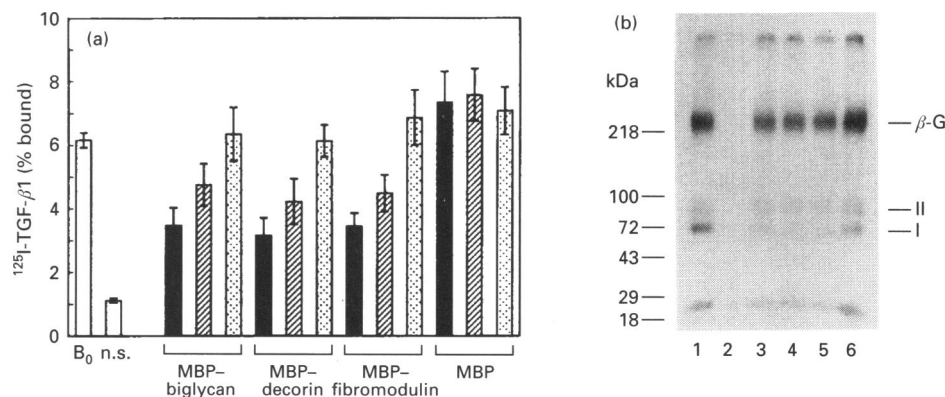 (a)
10
8
6
4
2
0
¹²⁵I-TGF-β1 (% bound)
B₀ n.s.
MBP–
biglycan
MBP–
decorin
MBP–
fibromodulin
MBP
(b)
kDa
218
100
72
43
29
18
β-G
II
I
1 2 3 4 5 6